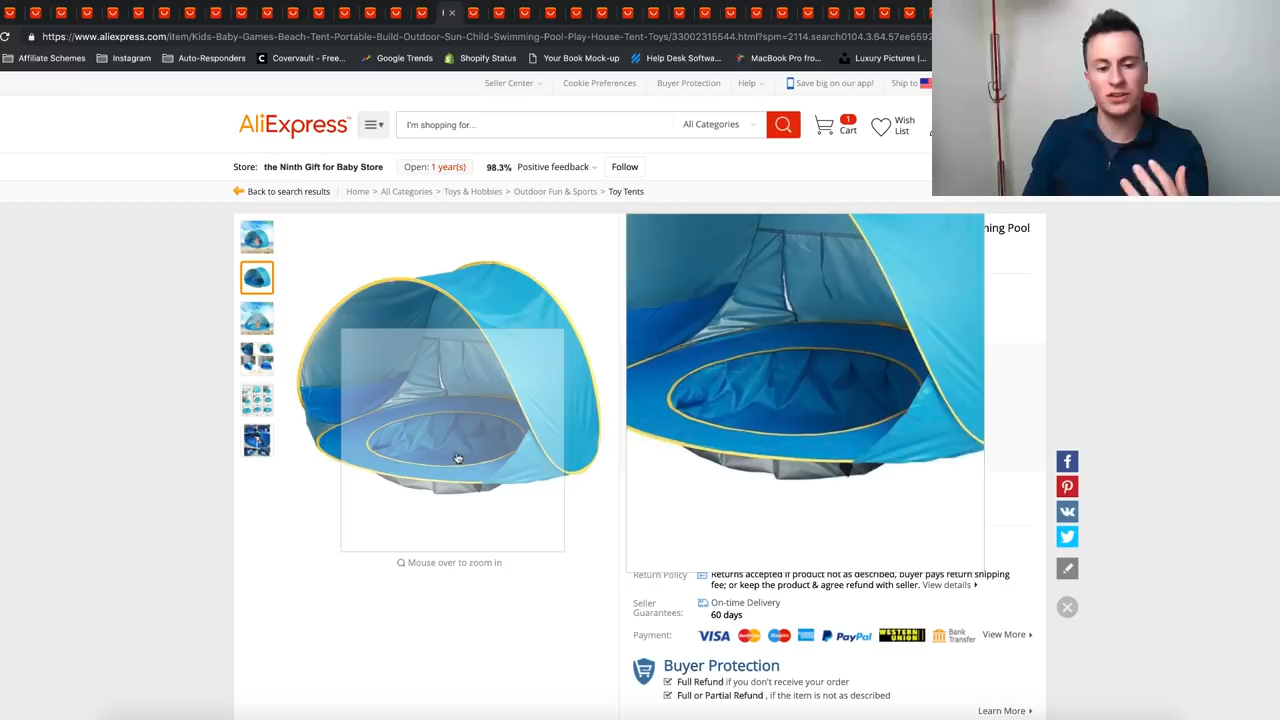 https://www.aliexpress.com/item/Kids-Baby-Games-Beach-Tent-Portable-Build-Outdoor-Sun-Child-Swimming-Pool-Play-House-Tent-Toys/33002315544.html?spm=2114.search0104.3.64.57ee5592
Affiliate Schemes Instagram Auto-Responders Covervault - Free... Google Trends Shopify Status Your Book Mock-up Help Desk Softwa... MacBook Pro fro... Luxury Pictures |...
Seller Center Cookie Preferences Buyer Protection Help Save big on our app! Ship to
AliExpress™ I'm shopping for... All Categories 1 Cart Wish List
Store: the Ninth Gift for Baby Store Open: 1 year(s) 98.3% Positive feedback Follow
Back to search results Home > All Categories > Toys & Hobbies > Outdoor Fun & Sports > Toy Tents
ning Pool
Mouse over to zoom in
Return Policy Returns accepted if product not as described, buyer pays return shipping
fee; or keep the product & agree refund with seller. View details
Seller Guarantees: On-time Delivery
60 days
Payment: VISA PayPal WESTERN UNION Bank Transfer View More
Buyer Protection
Full Refund if you don't receive your order
Full or Partial Refund , if the item is not as described
Learn More